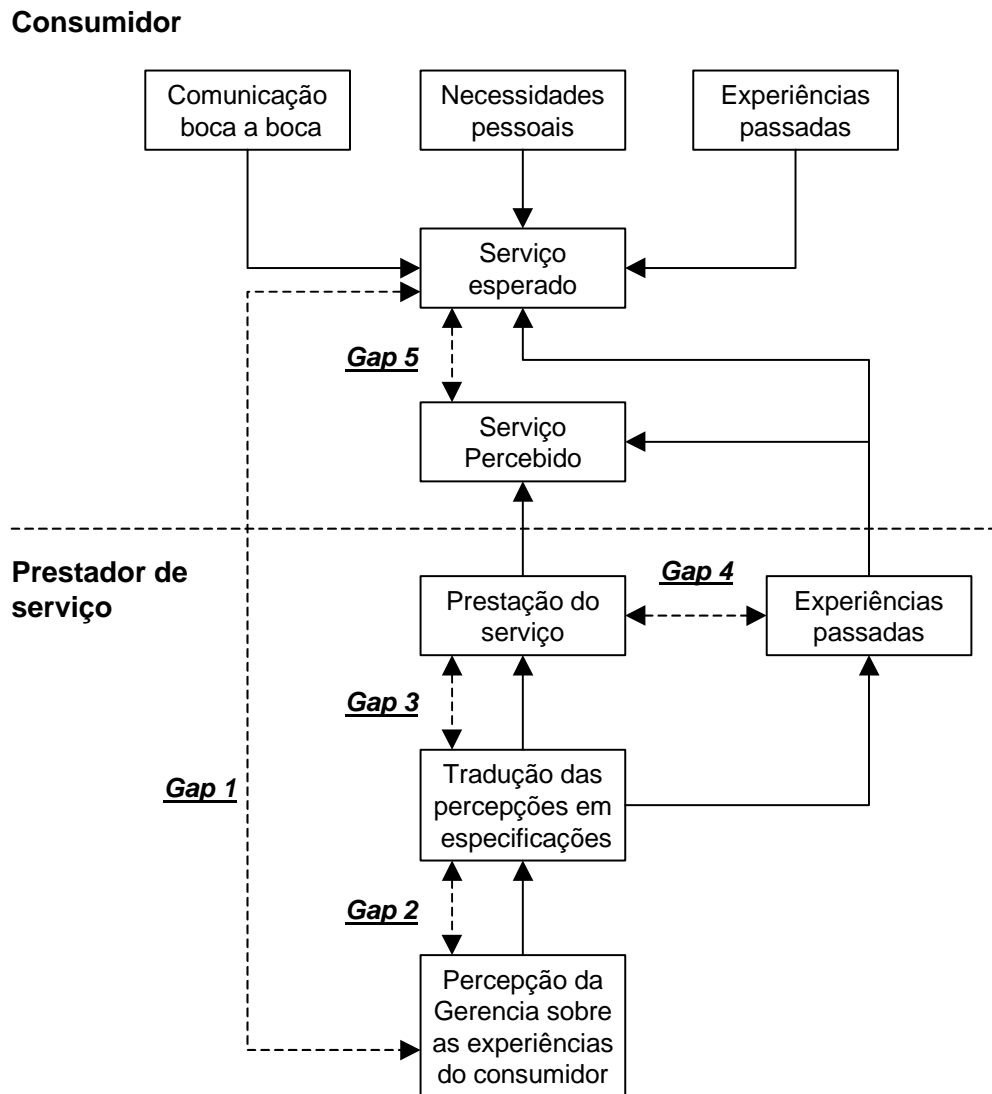 Consumidor
Comunicação
boca a boca
Necessidades
pessoais
Experiências
passadas
Serviço
esperado
Gap 5
Serviço
Percebido
Prestador de
serviço
Gap 4
Prestação do
serviço
Experiências
passadas
Gap 3
Gap 1
Tradução das
percepções em
especificações
Gap 2
Percepção da
Gerencia sobre
as experiências
do consumidor